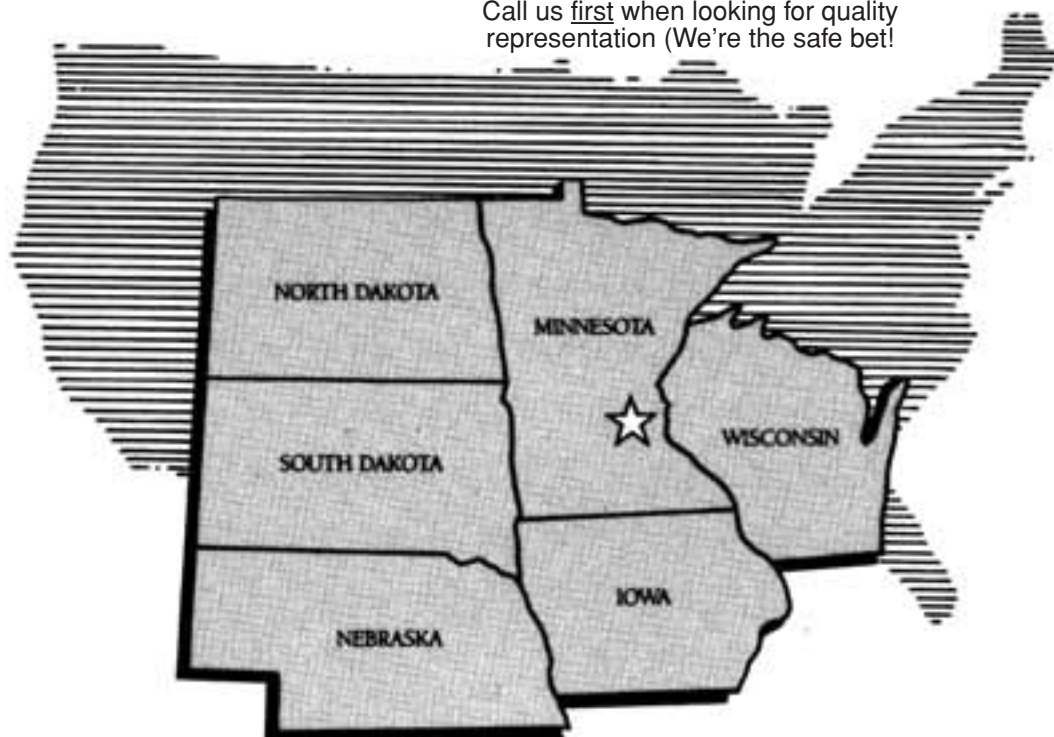 Call us first when looking for quality
representation (We're the safe bet!
NORTH DAKOTA
MINNESOTA
WISCONSIN
SOUTH DAKOTA
IOWA
NEBRASKA